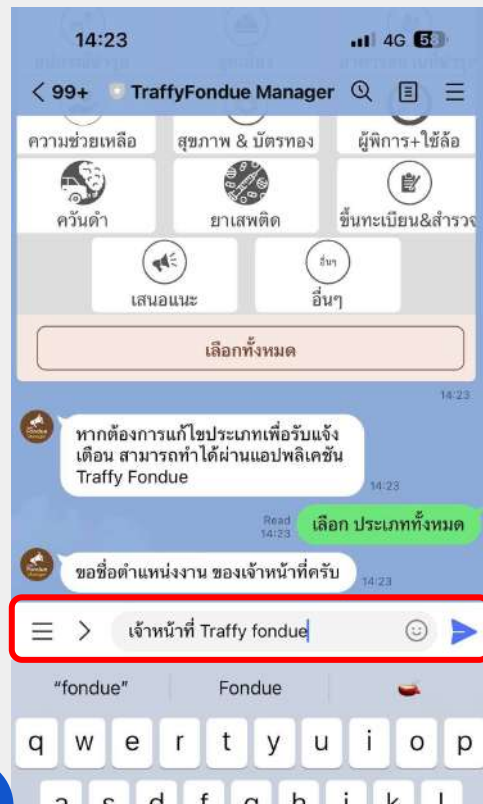 14:23
4G 58
< 99+ TraffyFondue Manager
ความช่วยเหลือ สุขภาพ & บัตรทอง ผู้พิการ+ใช้ล้อ
ควันดำ ยาเสพติด ขึ้นทะเบียน&สำรวจ
อื่นๆ
เสนอแนะ อื่นๆ
เลือกทั้งหมด
14:23
หากต้องการแก้ไขประเภทเพื่อรับแจ้ง
เตือน สามารถทำได้ผ่านแอปพลิเคชัน
Traffy Fondue
14:23
Read
14:23
เลือก ประเภททั้งหมด
ขอชื่อตำแหน่งงาน ของเจ้าหน้าที่ครับ
14:23
เจ้าหน้าที่ Traffy fondue
"fondue" Fondue
q w e r t y u i o p
a s d f g h j k l